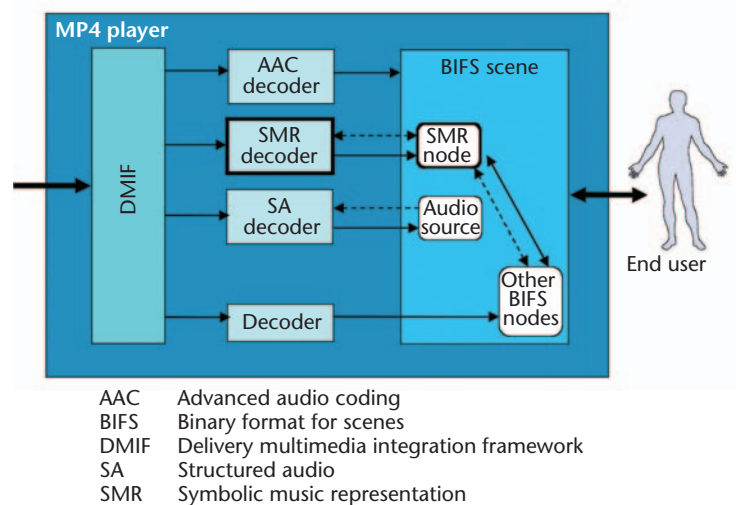 MP4 player
AAC
decoder
BIFS scene
SMR
decoder
SMR
node
DMIF
SA
decoder
Audio
source
End user
Other
BIFS
nodes
Decoder
AAC Advanced audio coding
BIFS Binary format for scenes
DMIF Delivery multimedia integration framework
SA Structured audio
SMR Symbolic music representation